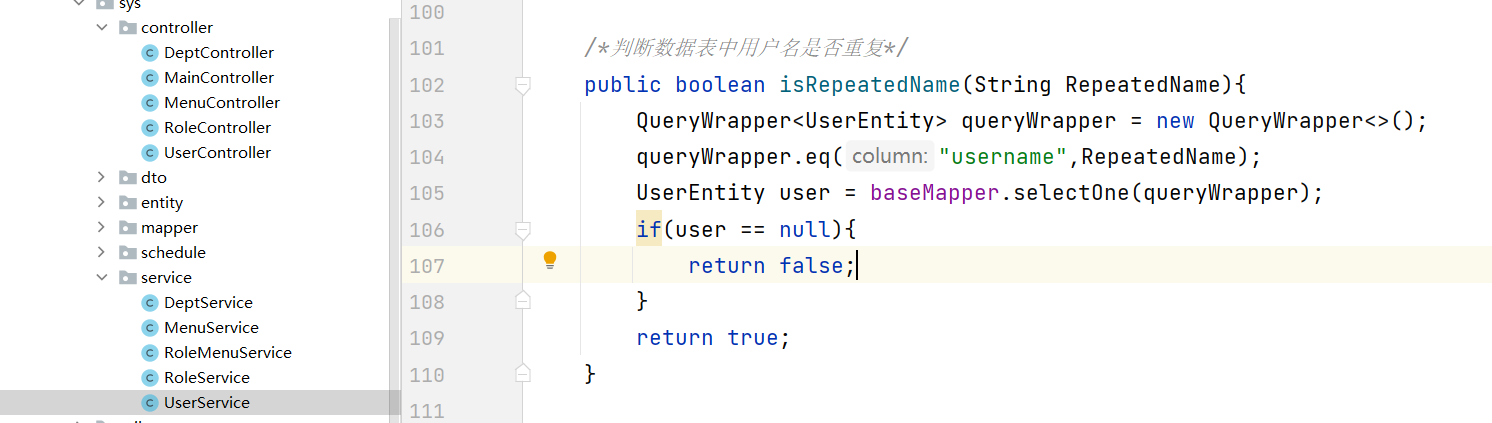 sys
controller
DeptController
MainController
MenuController
RoleController
UserController
dto
entity
mapper
schedule
service
DeptService
MenuService
RoleMenuService
RoleService
UserService
100
101 /*判断数据表中用户名是否重复*/
102 public boolean isRepeatedName(String RepeatedName){
103 QueryWrapper<UserEntity> queryWrapper = new QueryWrapper<>();
104 queryWrapper.eq( column: "username",RepeatedName);
105 UserEntity user = baseMapper.selectOne(queryWrapper);
106 if(user == null){
107 return false;
108 }
109 return true;
110 }
111